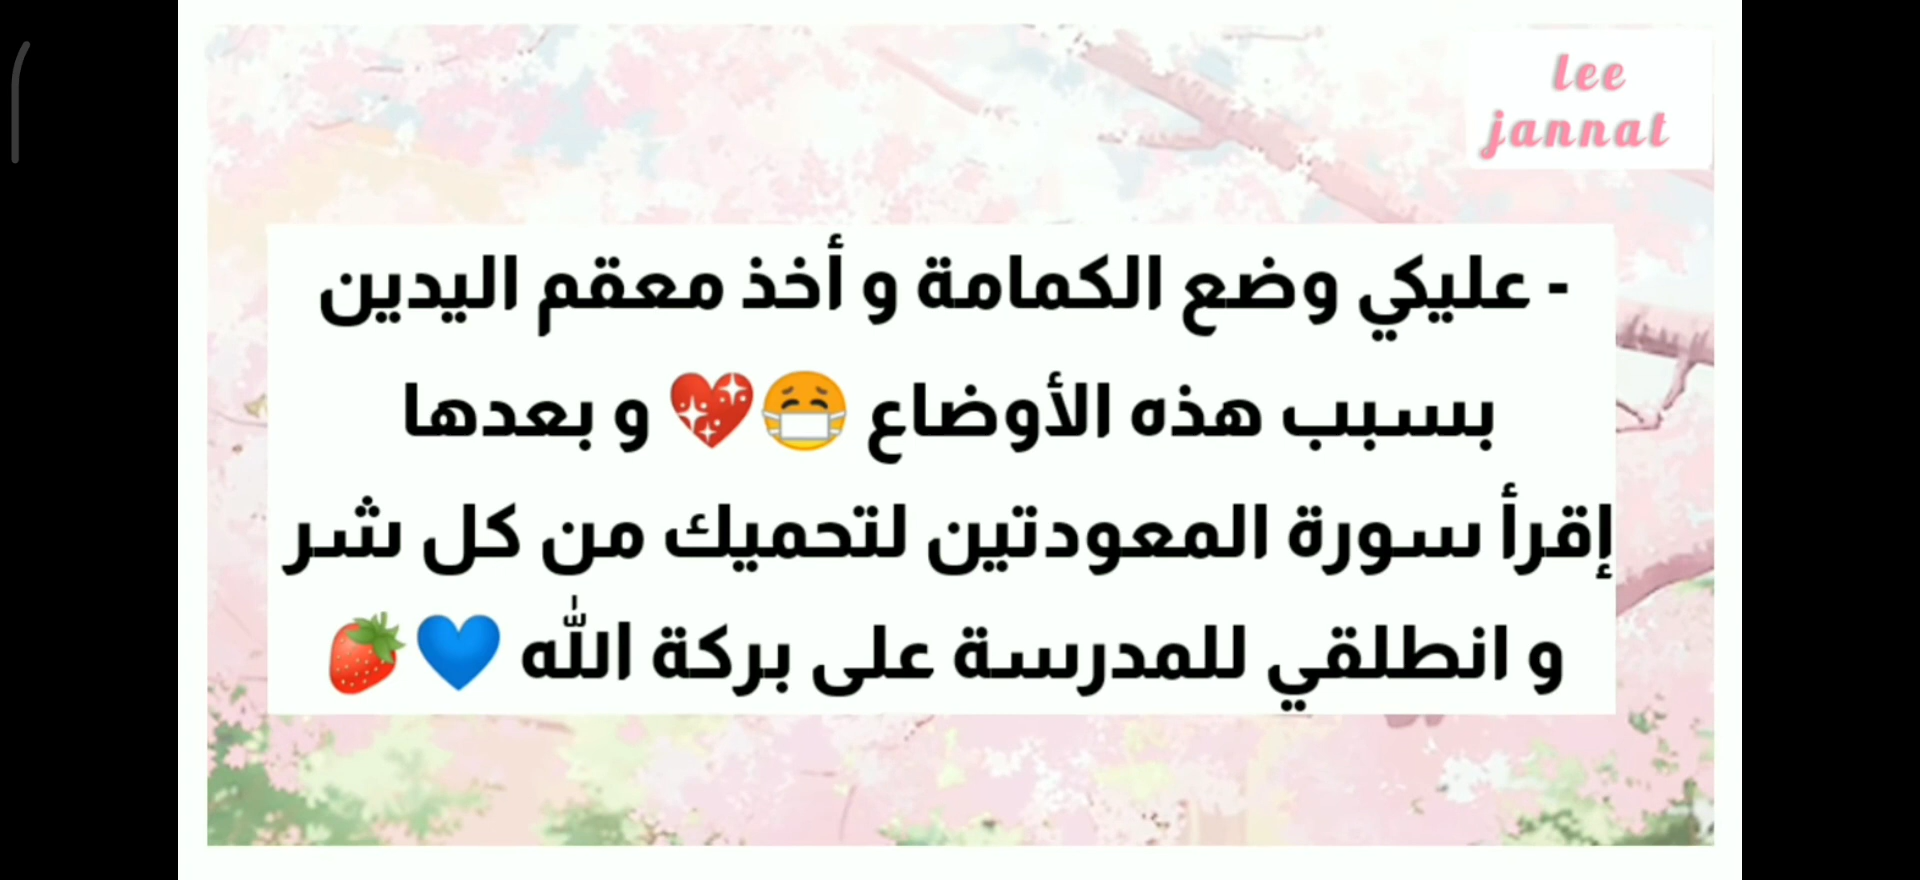 lee
jannat
- عليكي وضع الكمامة و أخذ معقم اليدين
بسبب هذه الأوضاع 😷💖 و بعدها
إقرأ سورة المعودتين لتحميك من كل شر
و انطلقي للمدرسة على بركة الله 💙🍓